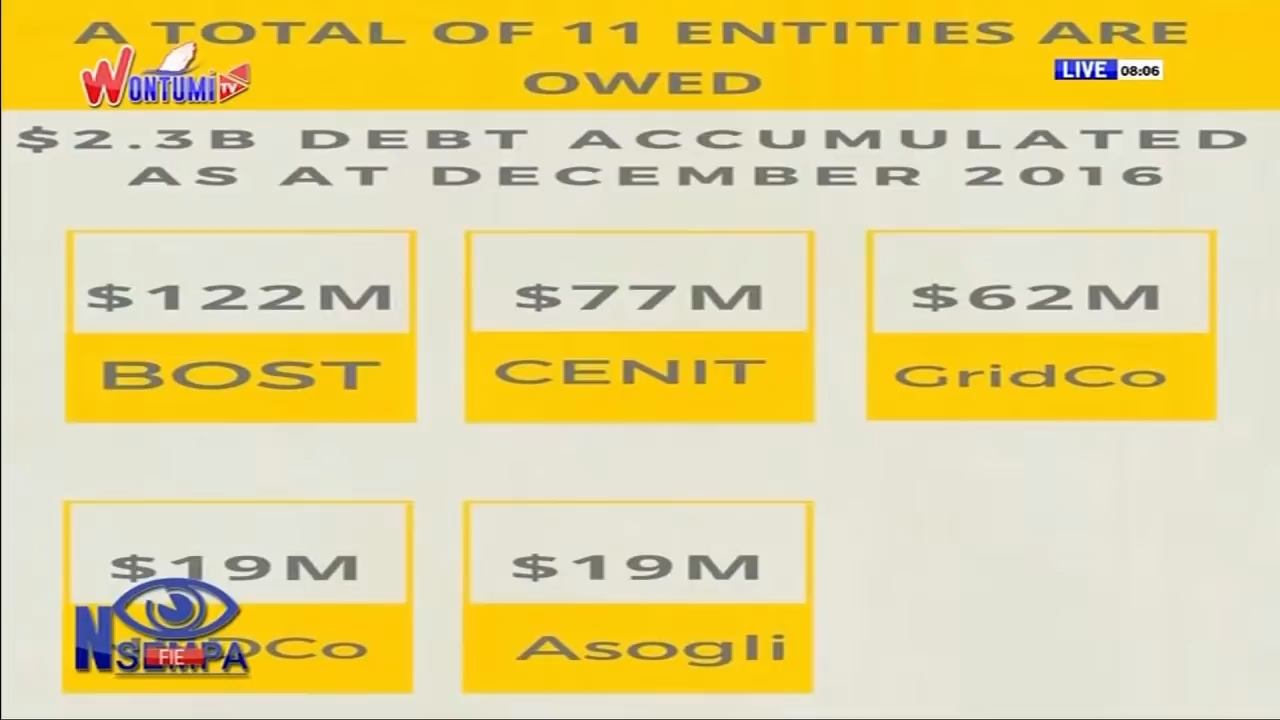 A TOTAL OF 11 ENTITIES ARE
OWED
WONTUMI TV
LIVE 08:06
$2.3B DEBT ACCUMULATED
AS AT DECEMBER 2016
$122M
BOST
$77M
CENIT
$62M
GridCo
$19M
$19M
Asogli
NSEMPA
FIE